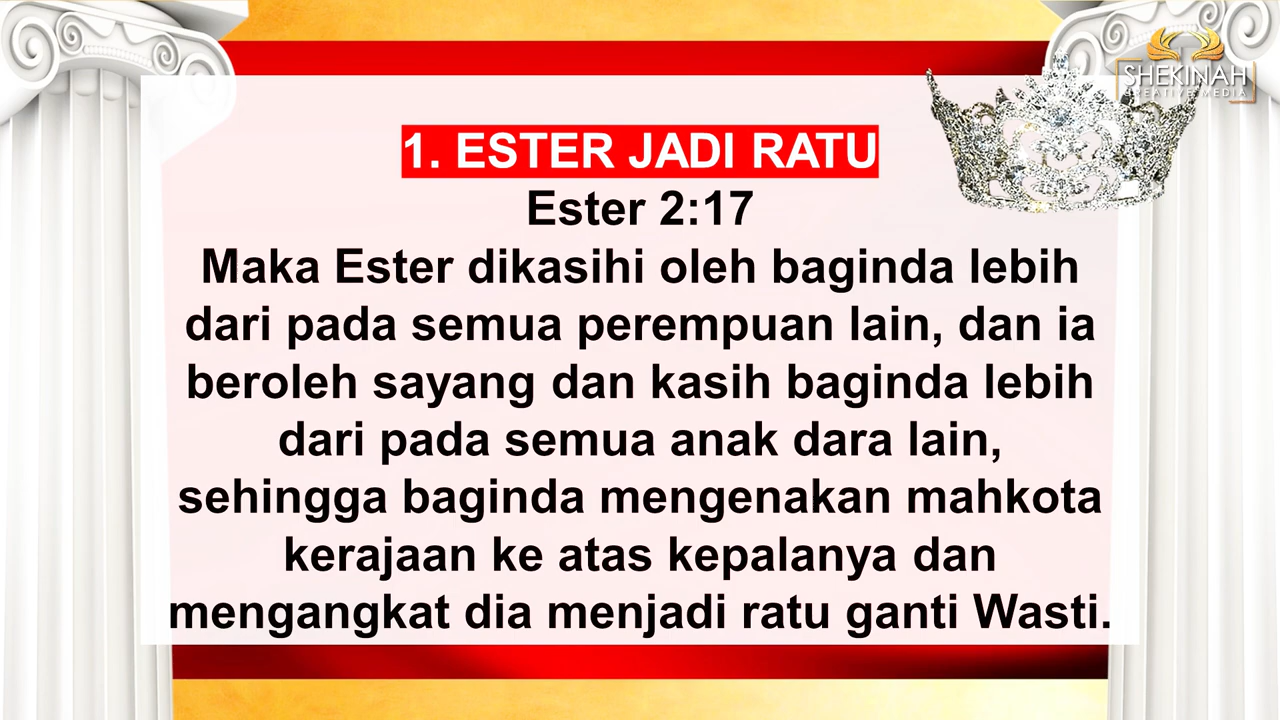 SHEKINAH
CREATIVE MEDIA
1. ESTER JADI RATU
Ester 2:17
Maka Ester dikasihi oleh baginda lebih
dari pada semua perempuan lain, dan ia
beroleh sayang dan kasih baginda lebih
dari pada semua anak dara lain,
sehingga baginda mengenakan mahkota
kerajaan ke atas kepalanya dan
mengangkat dia menjadi ratu ganti Wasti.